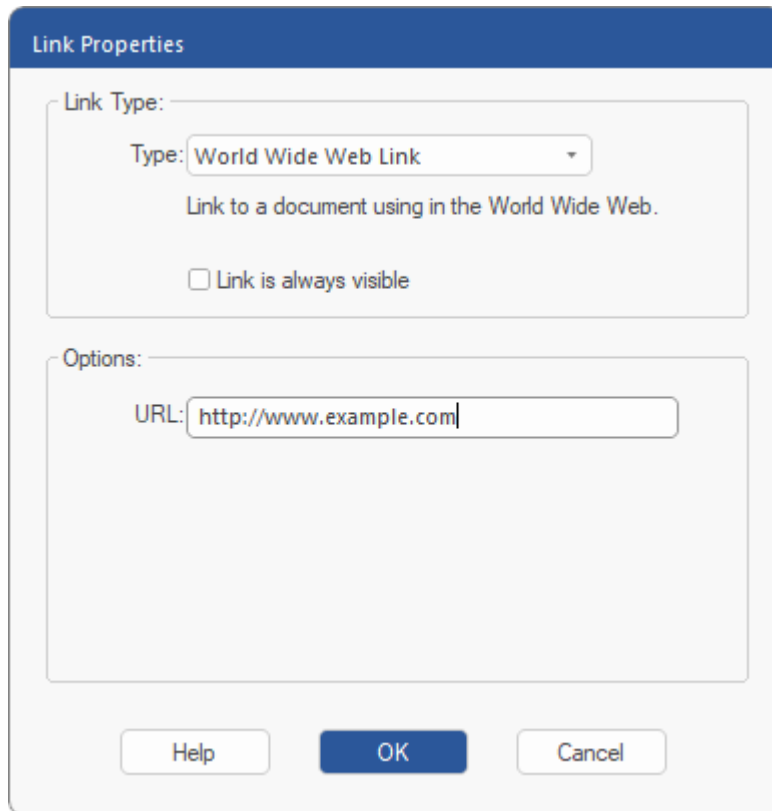 Link Properties
Link Type:
Type: World Wide Web Link
Link to a document using in the World Wide Web.
Link is always visible
Options:
URL: http://www.example.com
Help OK Cancel